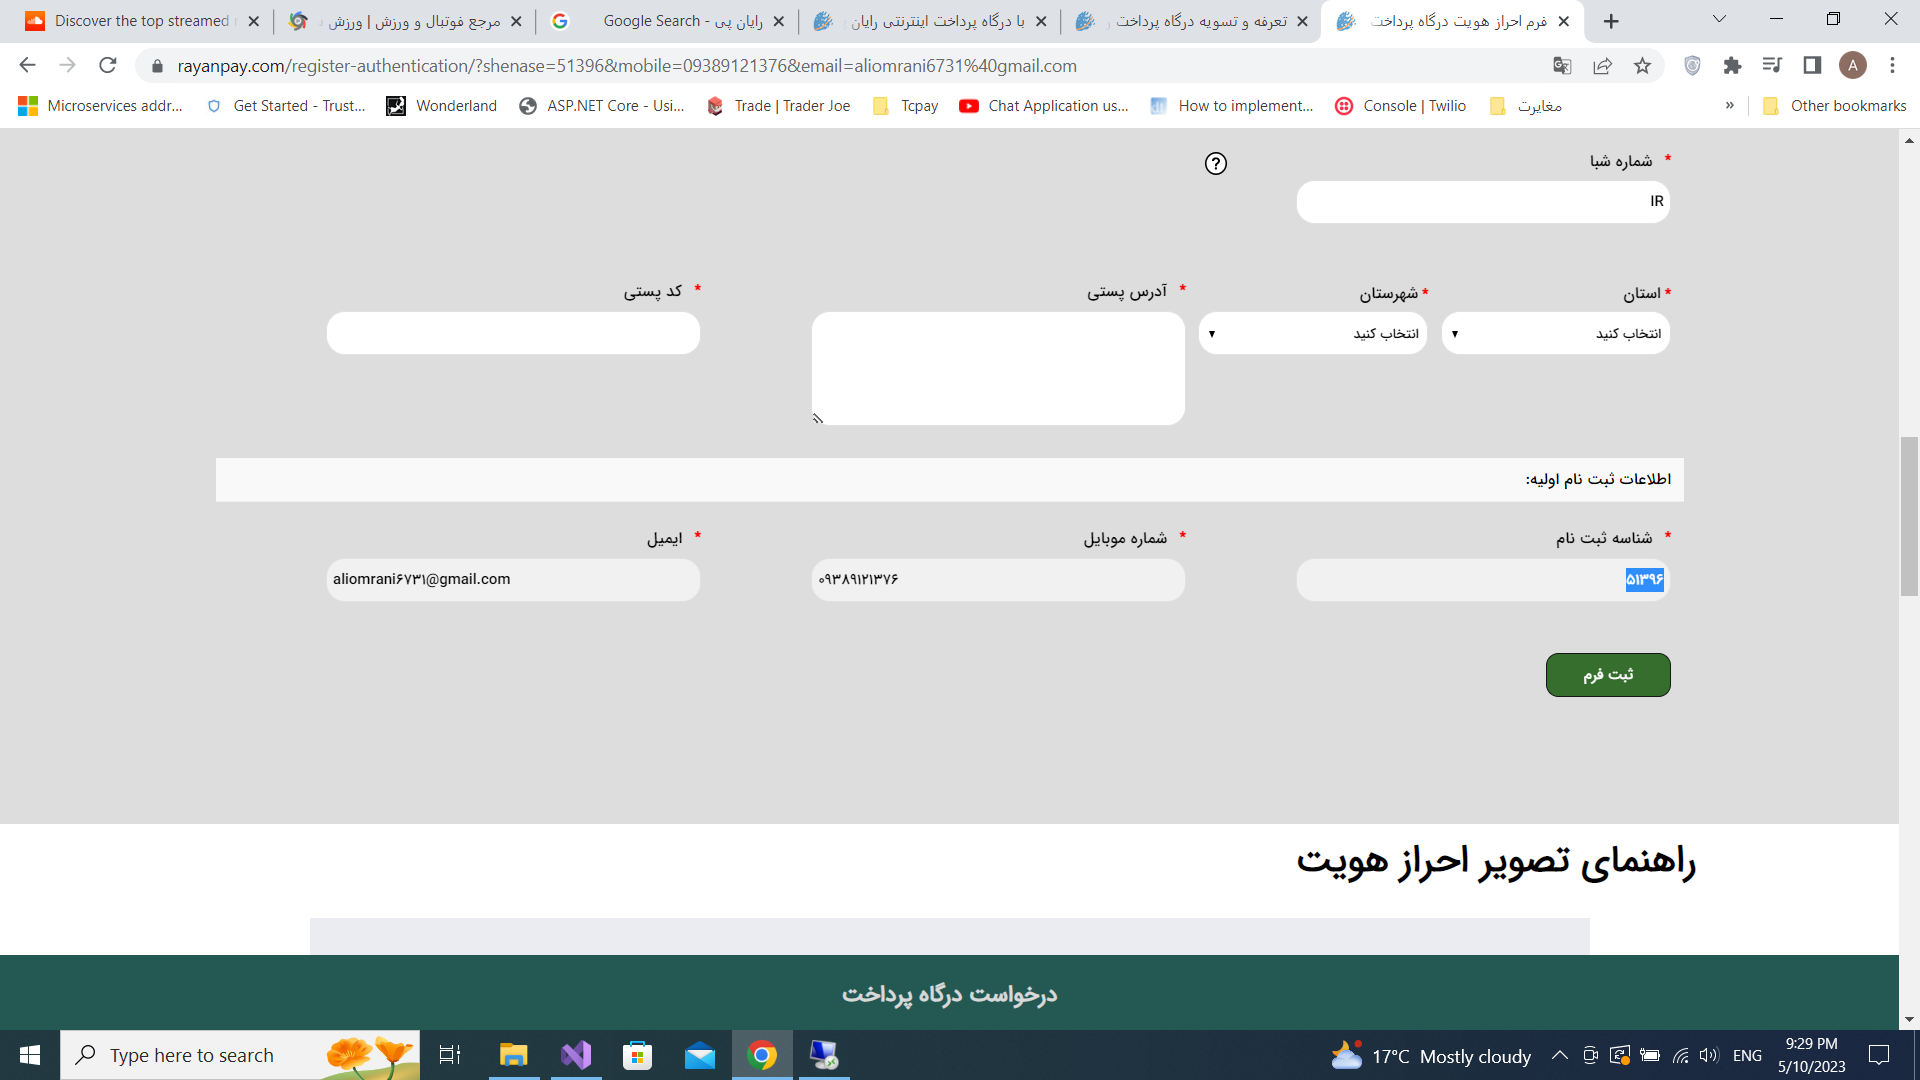 Discover the top streamed
مرجع فوتبال و ورزش | ورزش
رایان پی - Google Search
با درگاه پرداخت اینترنتی رایان
تعرفه و تسویه درگاه پرداخت
فرم احراز هویت درگاه پرداخت
rayanpay.com/register-authentication/?shenase=51396&mobile=09389121376&email=aliomrani6731%40gmail.com
A
Microservices addr...
Get Started - Trust...
Wonderland
ASP.NET Core - Usi...
Trade | Trader Joe
Tcpay
Chat Application us...
How to implement...
Console | Twilio
مغایرت
»
Other bookmarks
* شماره شبا
?
IR
* استان
* شهرستان
* آدرس پستی
* کد پستی
انتخاب کنید
انتخاب کنید
اطلاعات ثبت نام اولیه:
* شناسه ثبت نام
* شماره موبایل
* ایمیل
۵۱۳۹۶
۰۹۳۸۹۱۲۱۳۷۶
aliomrani۶۷۳۱@gmail.com
ثبت فرم
راهنمای تصویر احراز هویت
درخواست درگاه پرداخت
Type here to search
17°C Mostly cloudy
ENG
9:29 PM
5/10/2023